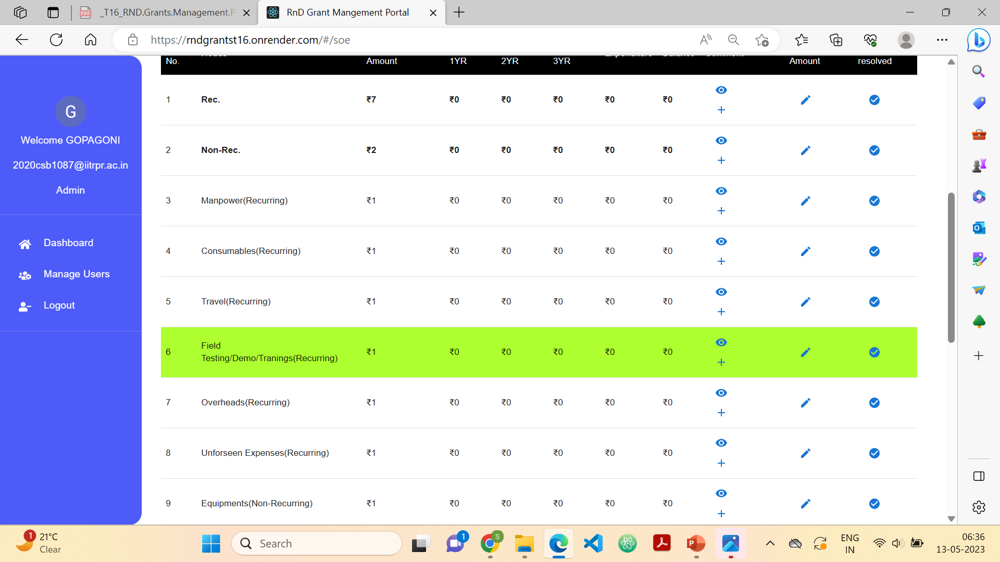 _T16_RND.Grants.Management.P
RnD Grant Mangement Portal
https://rndgrantst16.onrender.com/#/soe
No. Amount 1YR 2YR 3YR Amount resolved
1 Rec. ₹7 ₹0 ₹0 ₹0 ₹0 ₹0
2 Non-Rec. ₹2 ₹0 ₹0 ₹0 ₹0 ₹0
3 Manpower(Recurring) ₹1 ₹0 ₹0 ₹0 ₹0 ₹0
4 Consumables(Recurring) ₹1 ₹0 ₹0 ₹0 ₹0 ₹0
5 Travel(Recurring) ₹1 ₹0 ₹0 ₹0 ₹0 ₹0
Field
6 Testing/Demo/Tranings(Recurring) ₹1 ₹0 ₹0 ₹0 ₹0 ₹0
7 Overheads(Recurring) ₹1 ₹0 ₹0 ₹0 ₹0 ₹0
8 Unforseen Expenses(Recurring) ₹1 ₹0 ₹0 ₹0 ₹0 ₹0
9 Equipments(Non-Recurring) ₹1 ₹0 ₹0 ₹0 ₹0 ₹0
G
Welcome GOPAGONI
2020csb1087@iitrpr.ac.in
Admin
Dashboard
Manage Users
Logout
1
21°C
Clear
Search
1
S
ENG
IN
06:36
13-05-2023